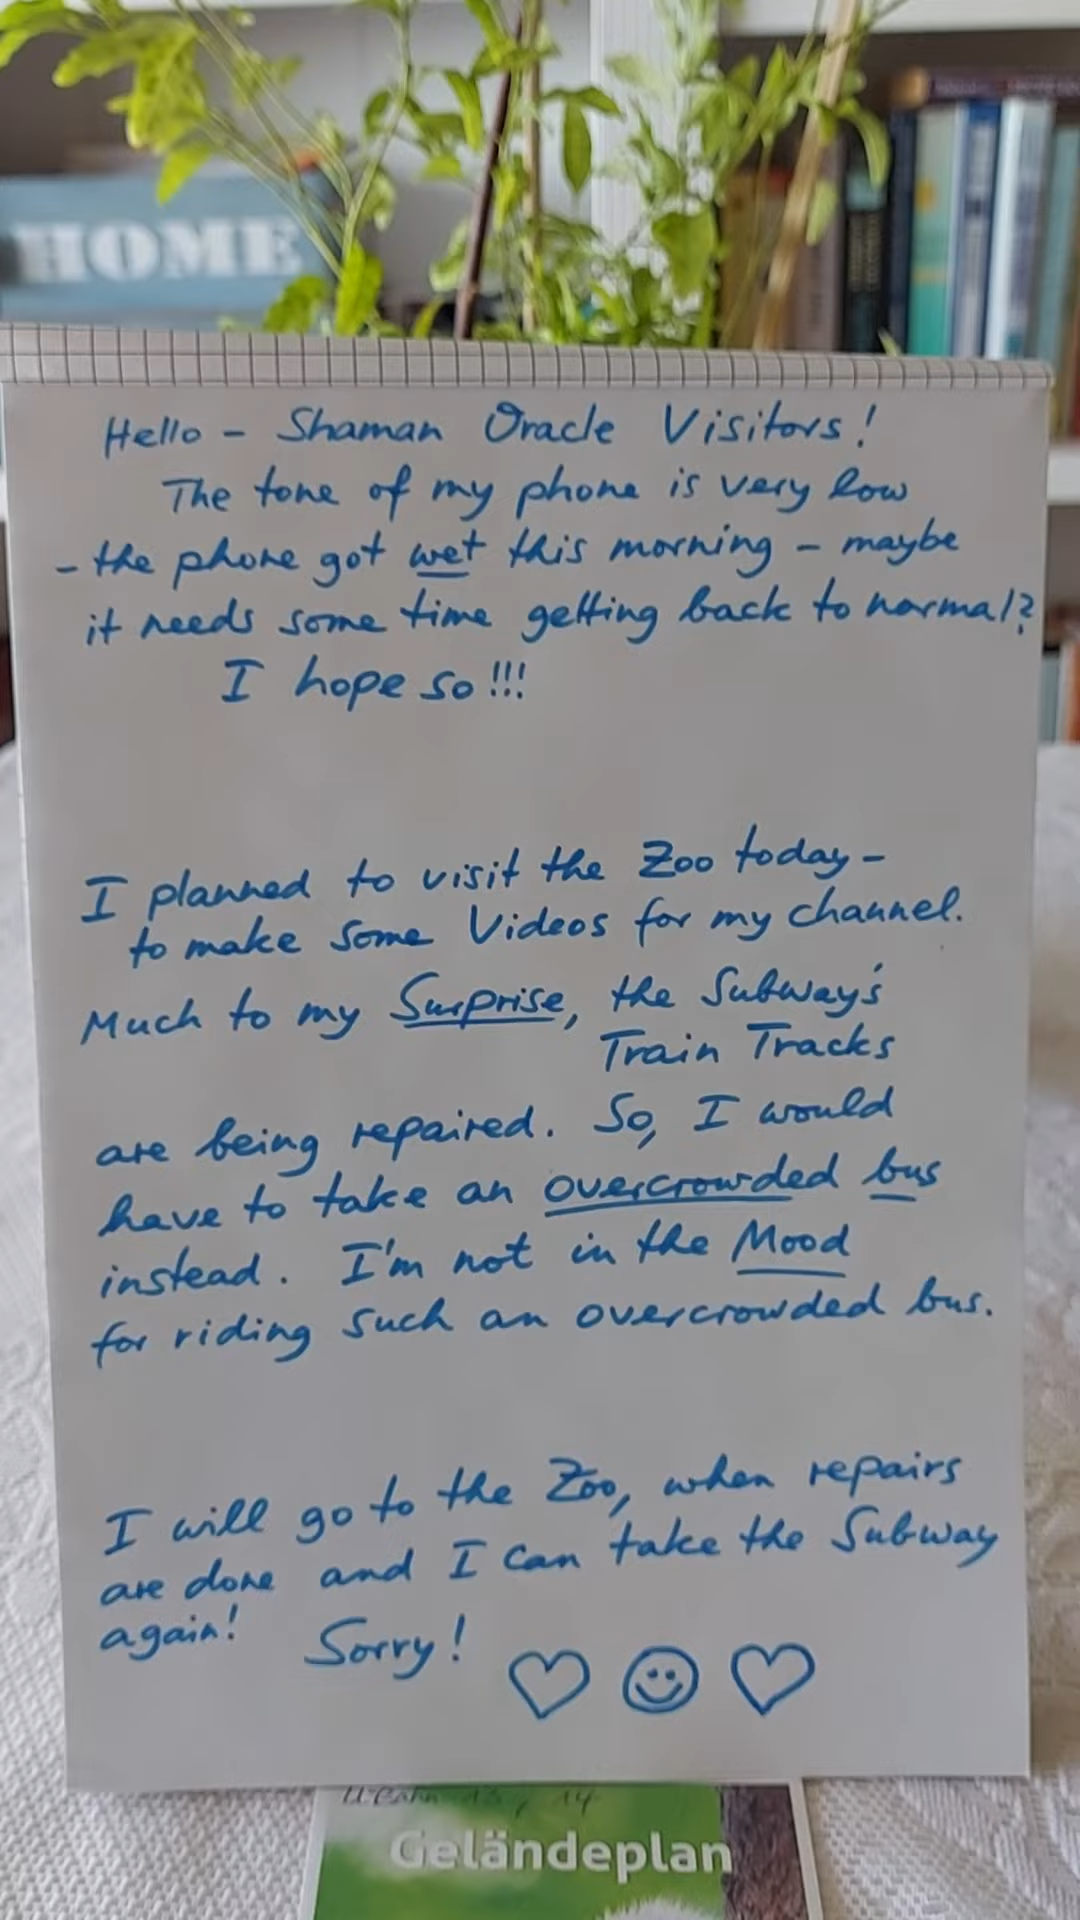 HOME
Hello - Shaman Oracle Visitors!
The tone of my phone is very low
- the phone got wet this morning - maybe
it needs some time getting back to normal?
I hope so!!!
I planned to visit the Zoo today -
to make some Videos for my channel.
Much to my Surprise, the Subway's
Train Tracks
are being repaired. So, I would
have to take an overcrowded bus
instead. I'm not in the Mood
for riding such an overcrowded bus.
I will go to the Zoo, when repairs
are done and I can take the Subway
again! Sorry!
Geländeplan